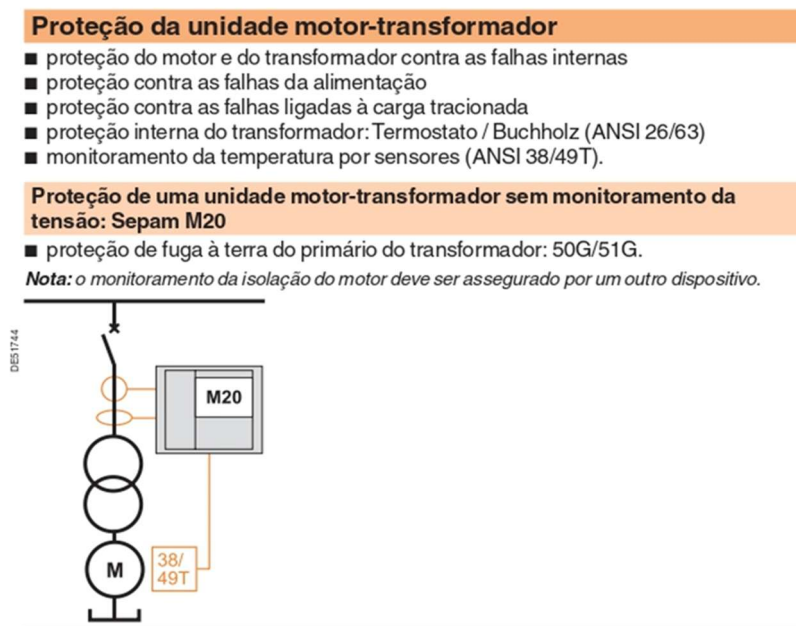 Proteção da unidade motor-transformador
■ proteção do motor e do transformador contra as falhas internas
■ proteção contra as falhas da alimentação
■ proteção contra as falhas ligadas à carga tracionada
■ proteção interna do transformador: Termostato / Buchholz (ANSI 26/63)
■ monitoramento da temperatura por sensores (ANSI 38/49T).
Proteção de uma unidade motor-transformador sem monitoramento da
tensão: Sepam M20
■ proteção de fuga à terra do primário do transformador: 50G/51G.
Nota: o monitoramento da isolação do motor deve ser assegurado por um outro dispositivo.
DE51744
M20
M
38/
49T